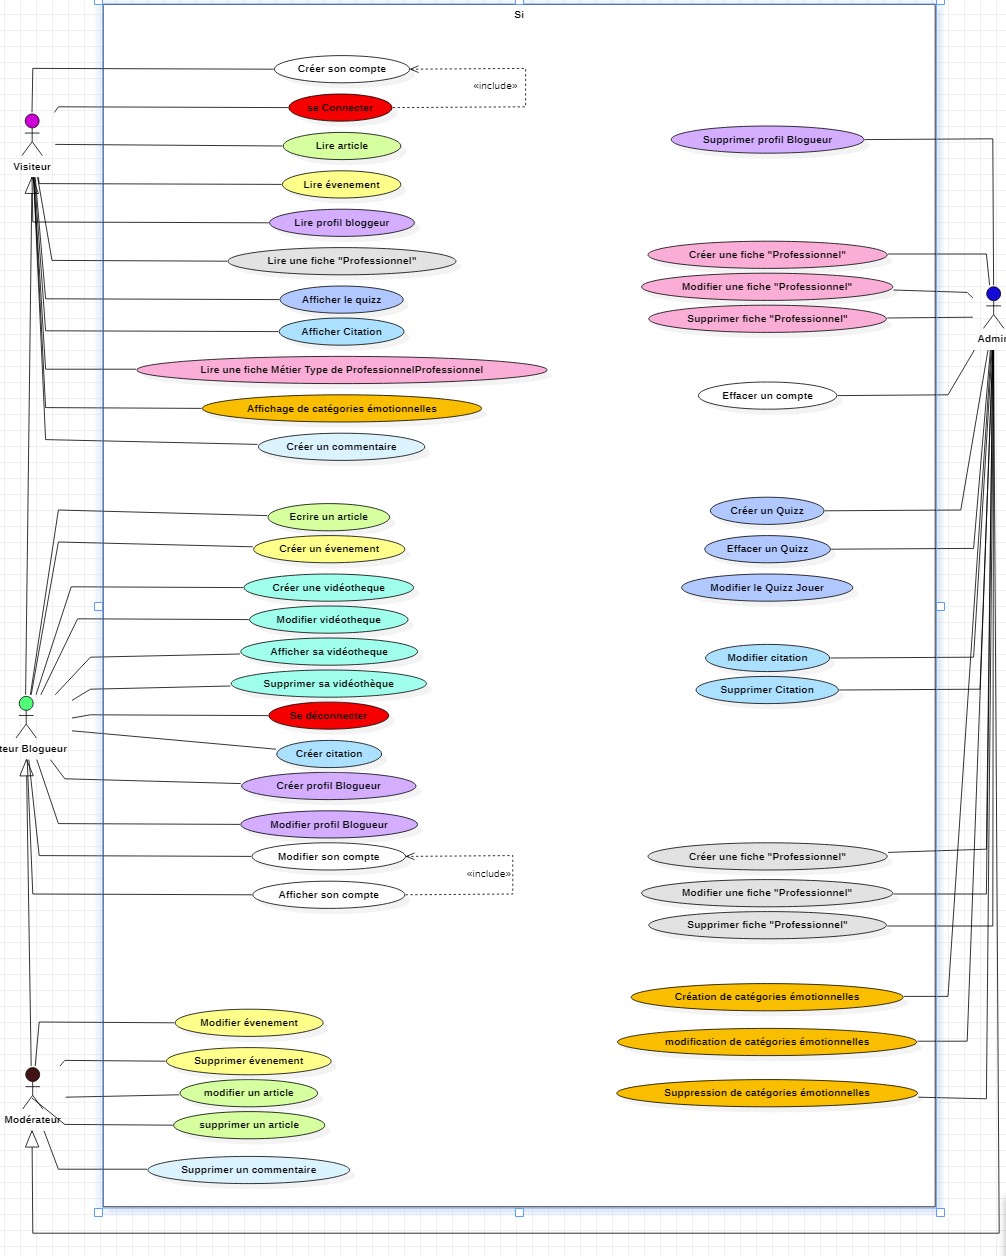 Si
Créer son compte
«include»
se Connecter
Lire article
Visiteur
Lire évenement
Lire profil bloggeur
Lire une fiche "Professionnel"
Afficher le quizz
Afficher Citation
Lire une fiche Métier Type de ProfessionnelProfessionnel
Affichage de catégories émotionnelles
Créer un commentaire
Ecrire un article
Créer un évenement
Créer une vidéotheque
Modifier vidéotheque
Afficher sa vidéotheque
Supprimer sa vidéothèque
Se déconnecter
teur Blogueur
Créer citation
Créer profil Blogueur
Modifier profil Blogueur
Modifier son compte
«include»
Afficher son compte
Modifier évenement
Supprimer évenement
modifier un article
Modérateur
supprimer un article
Supprimer un commentaire
Supprimer profil Blogueur
Créer une fiche "Professionnel"
Modifier une fiche "Professionnel"
Supprimer fiche "Professionnel"
Admin
Effacer un compte
Créer un Quizz
Effacer un Quizz
Modifier le Quizz Jouer
Modifier citation
Supprimer Citation
Créer une fiche "Professionnel"
Modifier une fiche "Professionnel"
Supprimer fiche "Professionnel"
Création de catégories émotionnelles
modification de catégories émotionnelles
Suppression de catégories émotionnelles